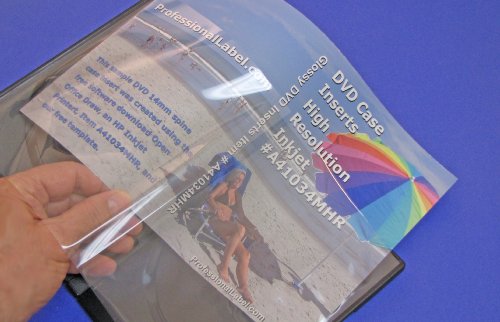 ProfessionalLabel.com
This sample DVD 14mm spine
case insert was created using the
free software download Open
Office Draw, an HP Inkjet
Printer, Item A41034MHR, and
our free template.
Glossy DVD Inserts Item #A41034MHR
DVD Case
Inserts
High
Resolution
Inkjet
#A41034MHR
ProfessionalLabel.com